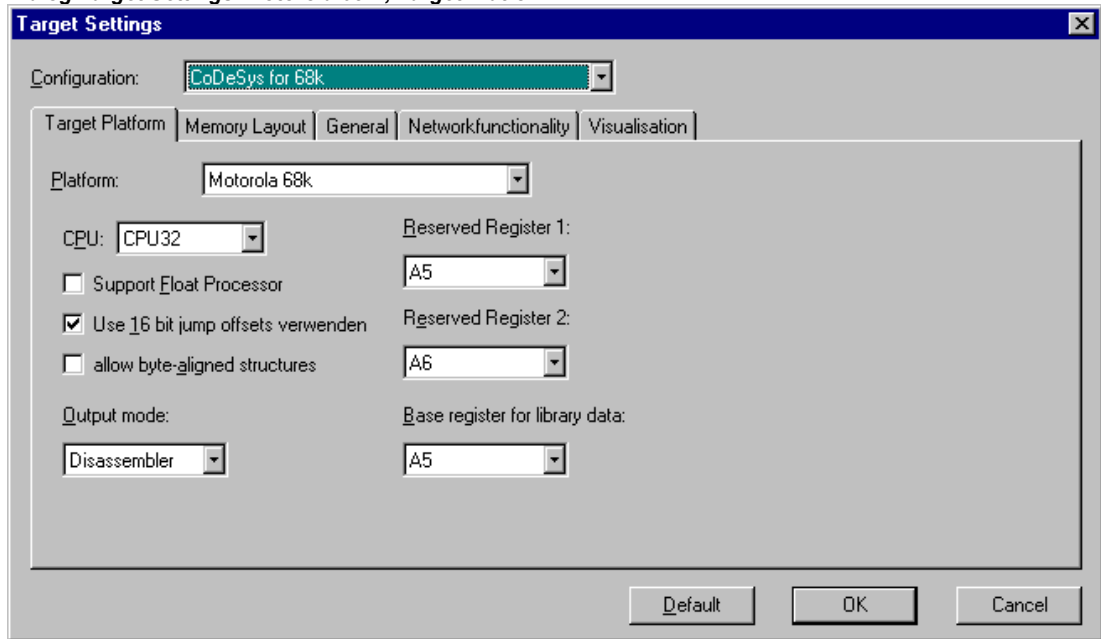 Target Settings
Configuration: CoDeSys for 68k
Target Platform Memory Layout General Networkfunctionality Visualisation
Platform: Motorola 68k
CPU: CPU32
Reserved Register 1:
Support Float Processor
A5
Use 16 bit jump offsets verwenden
Reserved Register 2:
allow byte-aligned structures
A6
Output mode:
Base register for library data:
Disassembler
A5
Default OK Cancel